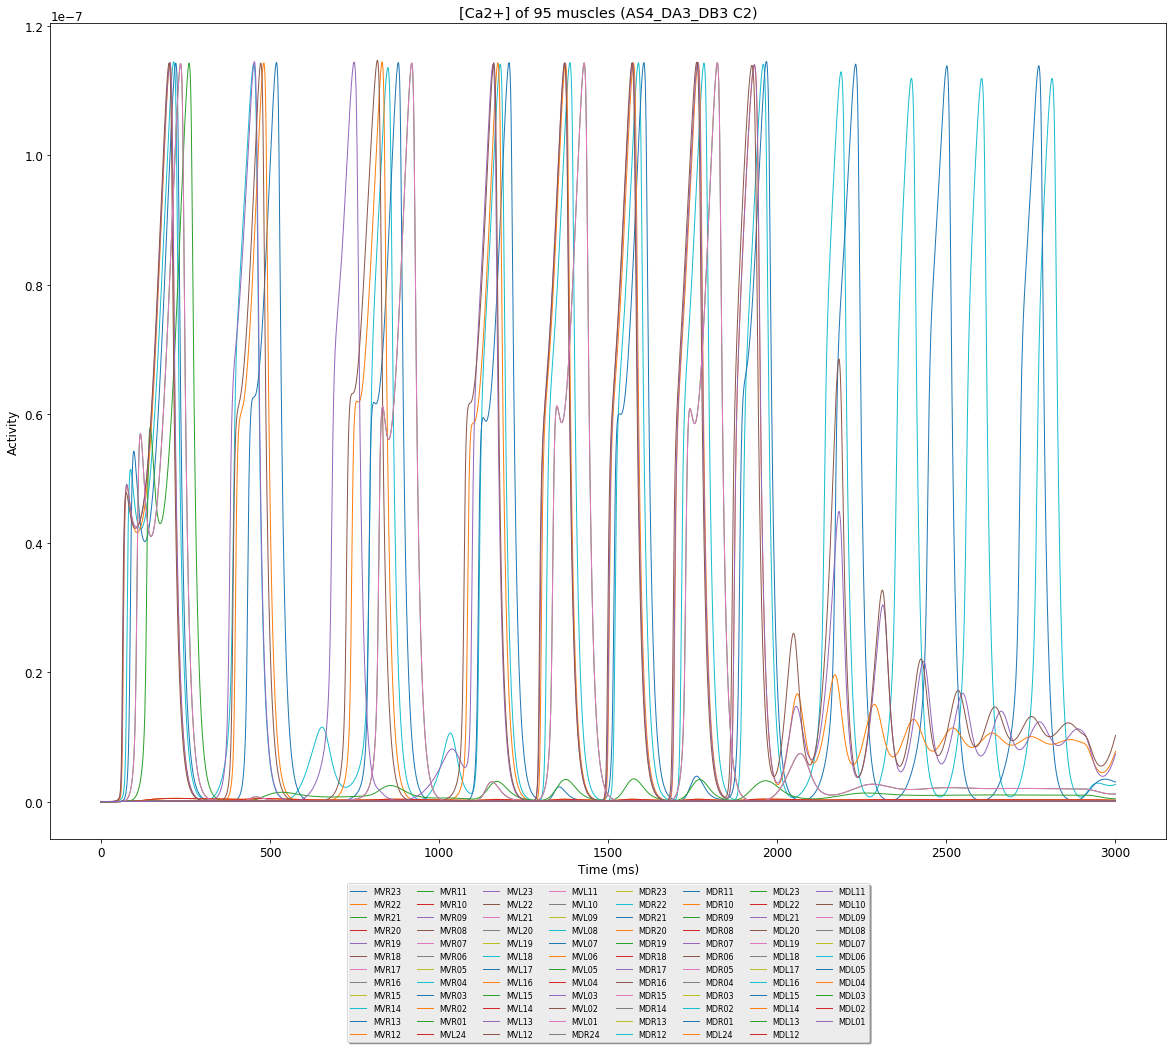 [Ca2+] of 95 muscles (AS4_DA3_DB3 C2)
1e−7
1.2
1.0
0.8
0.6
0.4
0.2
0.0
Activity
0 500 1000 1500 2000 2500 3000
Time (ms)
MVR23 MVR11 MVL23 MVL11 MDR23 MDR11 MDL23 MDL11
MVR22 MVR10 MVL22 MVL10 MDR22 MDR10 MDL22 MDL10
MVR21 MVR09 MVL21 MVL09 MDR21 MDR09 MDL21 MDL09
MVR20 MVR08 MVL20 MVL08 MDR20 MDR08 MDL20 MDL08
MVR19 MVR07 MVL19 MVL07 MDR19 MDR07 MDL19 MDL07
MVR18 MVR06 MVL18 MVL06 MDR18 MDR06 MDL18 MDL06
MVR17 MVR05 MVL17 MVL05 MDR17 MDR05 MDL17 MDL05
MVR16 MVR04 MVL16 MVL04 MDR16 MDR04 MDL16 MDL04
MVR15 MVR03 MVL15 MVL03 MDR15 MDR03 MDL15 MDL03
MVR14 MVR02 MVL14 MVL02 MDR14 MDR02 MDL14 MDL02
MVR13 MVR01 MVL13 MVL01 MDR13 MDR01 MDL13 MDL01
MVR12 MVL24 MVL12 MDR24 MDR12 MDL24 MDL12